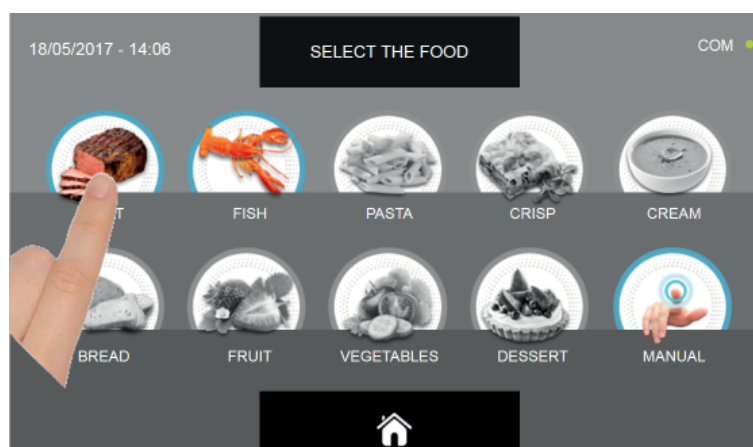 18/05/2017 - 14:06
SELECT THE FOOD
COM
FISH
PASTA
CRISP
CREAM
BREAD
FRUIT
VEGETABLES
DESSERT
MANUAL